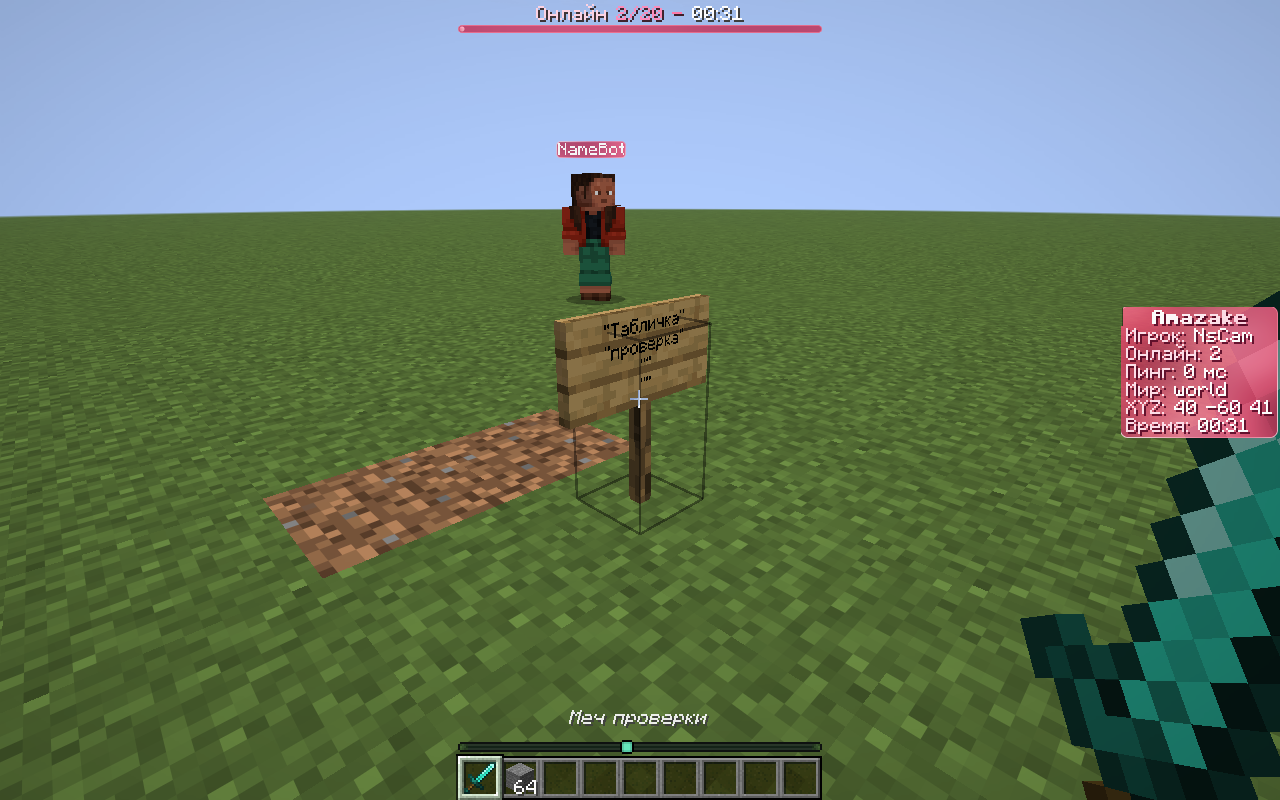 Онлайн 2/20 - 00:31
NameBot
"Табличка"
"проверка"
""
""
Amazake
Игрок: NsCam
Онлайн: 2
Пинг: 0 мс
Мир: world
XYZ: 40 -60 41
Время: 00:31
Меч проверки
64